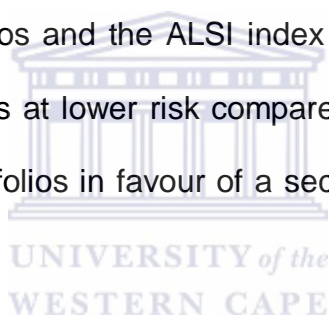 os and the ALSI index
s at lower risk compare
folios in favour of a sec
UNIVERSITY of the
WESTERN CAPE